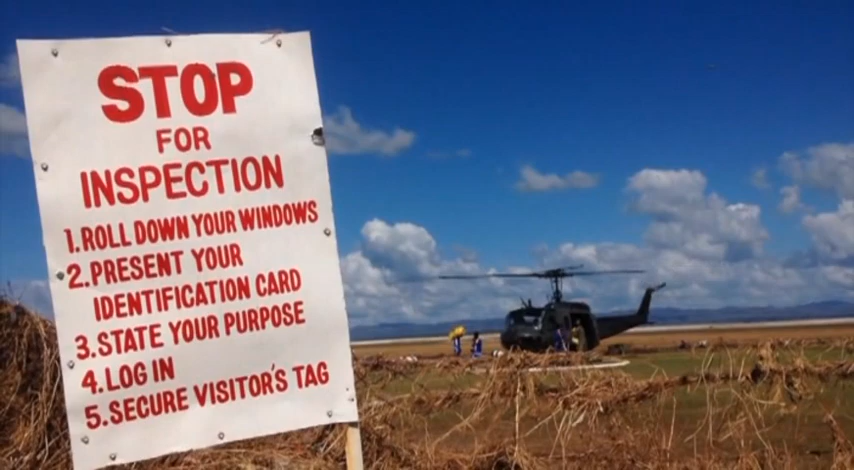 STOP
FOR
INSPECTION
1. ROLL DOWN YOUR WINDOWS
2. PRESENT YOUR
IDENTIFICATION CARD
3. STATE YOUR PURPOSE
4. LOG IN
5. SECURE VISITOR'S TAG